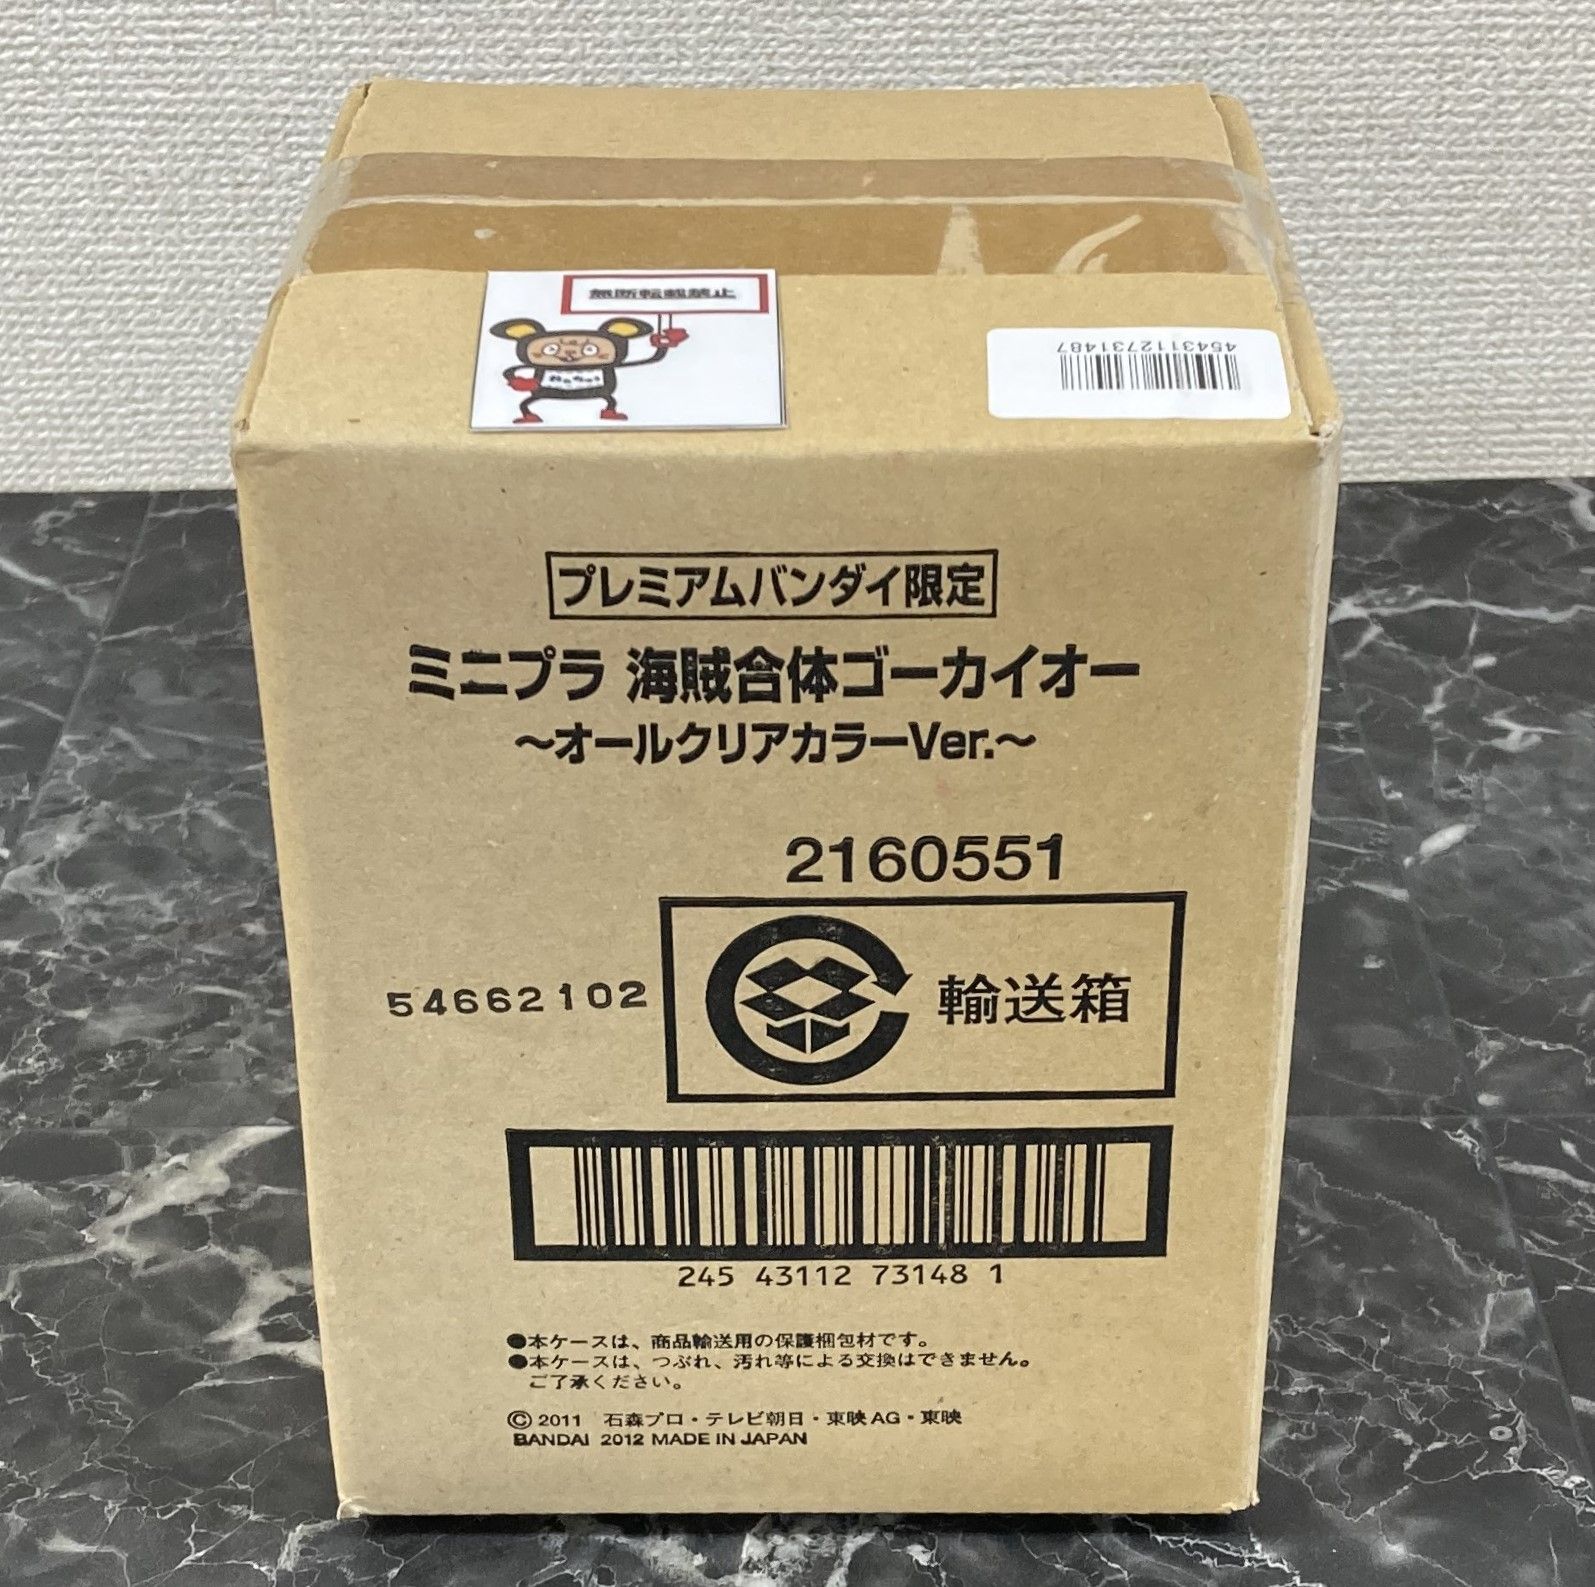 無断転載禁止
4543112731487
プレミアムバンダイ限定
ミニプラ 海賊合体ゴーカイオー
～オールクリアカラーVer.～
2160551
54662102
輸送箱
245 43112 73148 1
●本ケースは、商品輸送用の保護梱包材です。
●本ケースは、つぶれ、汚れ等による交換はできません。
ご了承ください。
© 2011 石森プロ・テレビ朝日・東映AG・東映
BANDAI 2012 MADE IN JAPAN